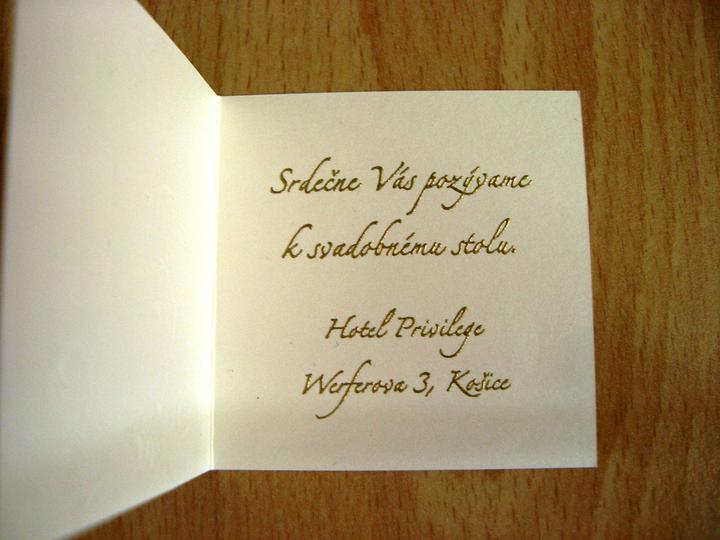 Srdečne Vás pozývame
k svadobnému stolu.
Hotel Privilege
Werferova 3, Košice